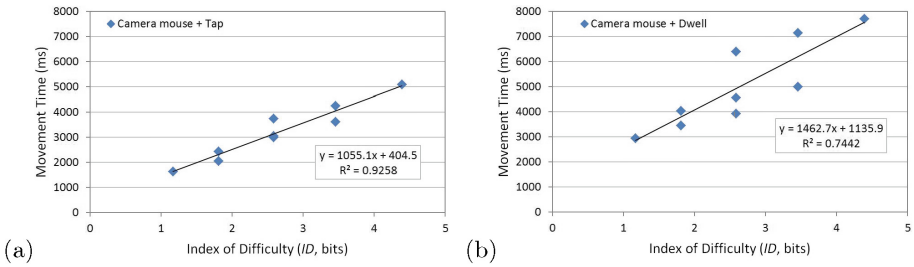 Camera mouse + Tap
8000
7000
6000
5000
4000
3000
2000
1000
0
Movement Time (ms)
y = 1055.1x + 404.5
R² = 0.9258
0 1 2 3 4 5
Index of Difficulty (ID, bits)
(a)
Camera mouse + Dwell
8000
7000
6000
5000
4000
3000
2000
1000
0
Movement Time (ms)
y = 1462.7x + 1135.9
R² = 0.7442
0 1 2 3 4 5
Index of Difficulty (ID, bits)
(b)